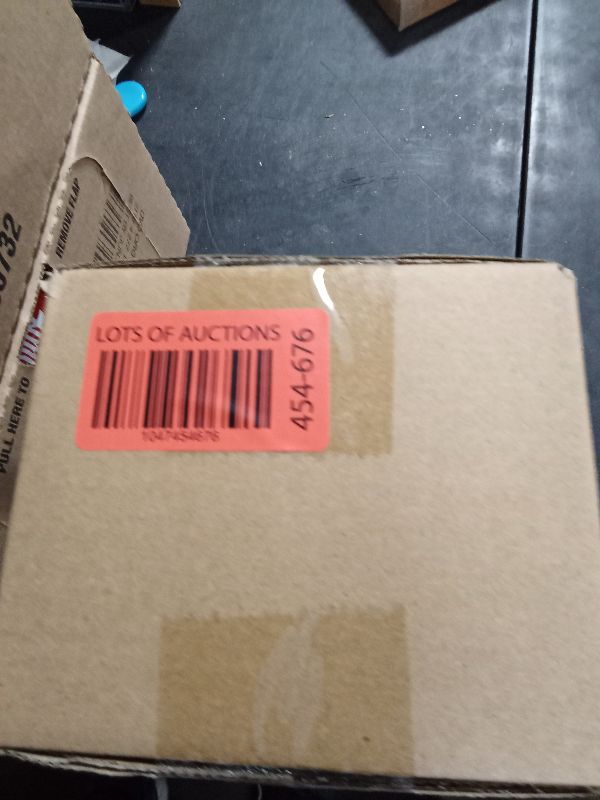 LOTS OF AUCTIONS
1047454676
454-676
REMOVE FLAP
PULL HERE TO